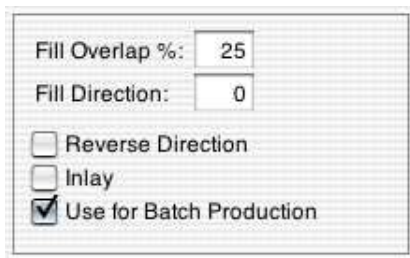 Fill Overlap %: 25
Fill Direction: 0
Reverse Direction
Inlay
Use for Batch Production